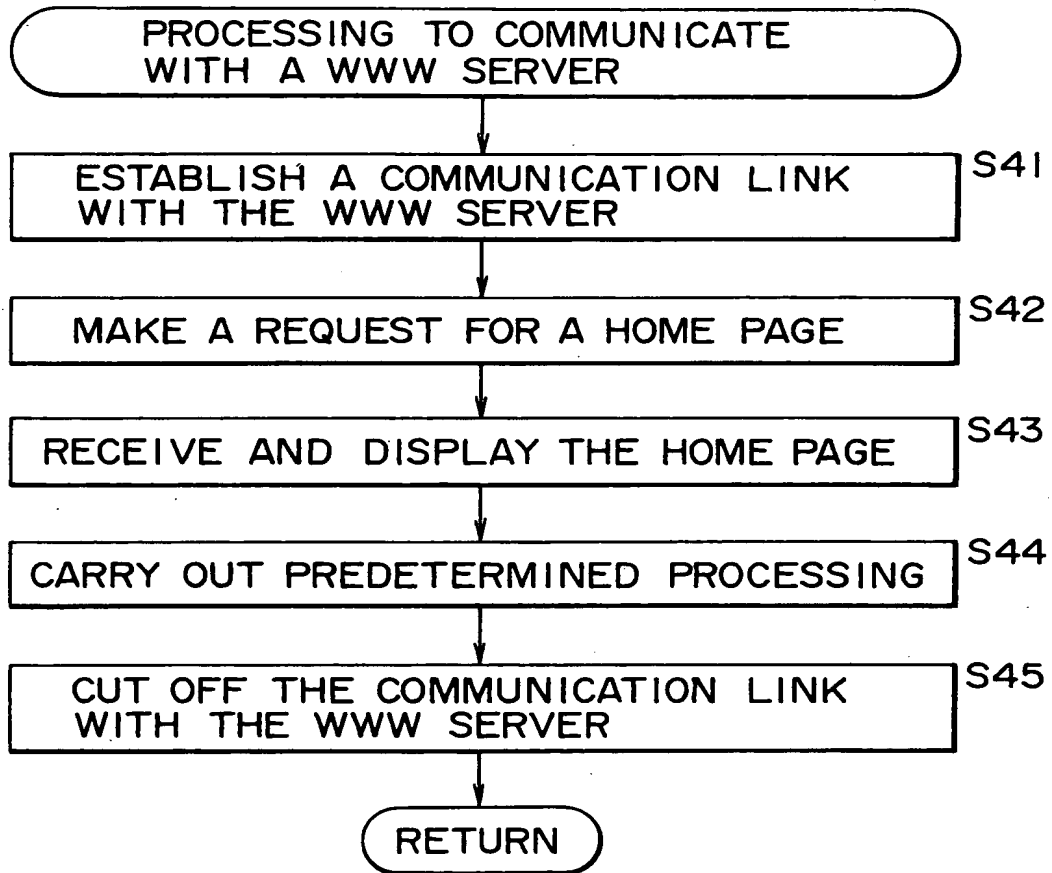 PROCESSING TO COMMUNICATE
WITH A WWW SERVER
S41
ESTABLISH A COMMUNICATION LINK
WITH THE WWW SERVER
S42
MAKE A REQUEST FOR A HOME PAGE
S43
RECEIVE AND DISPLAY THE HOME PAGE
S44
CARRY OUT PREDETERMINED PROCESSING
S45
CUT OFF THE COMMUNICATION LINK
WITH THE WWW SERVER
RETURN